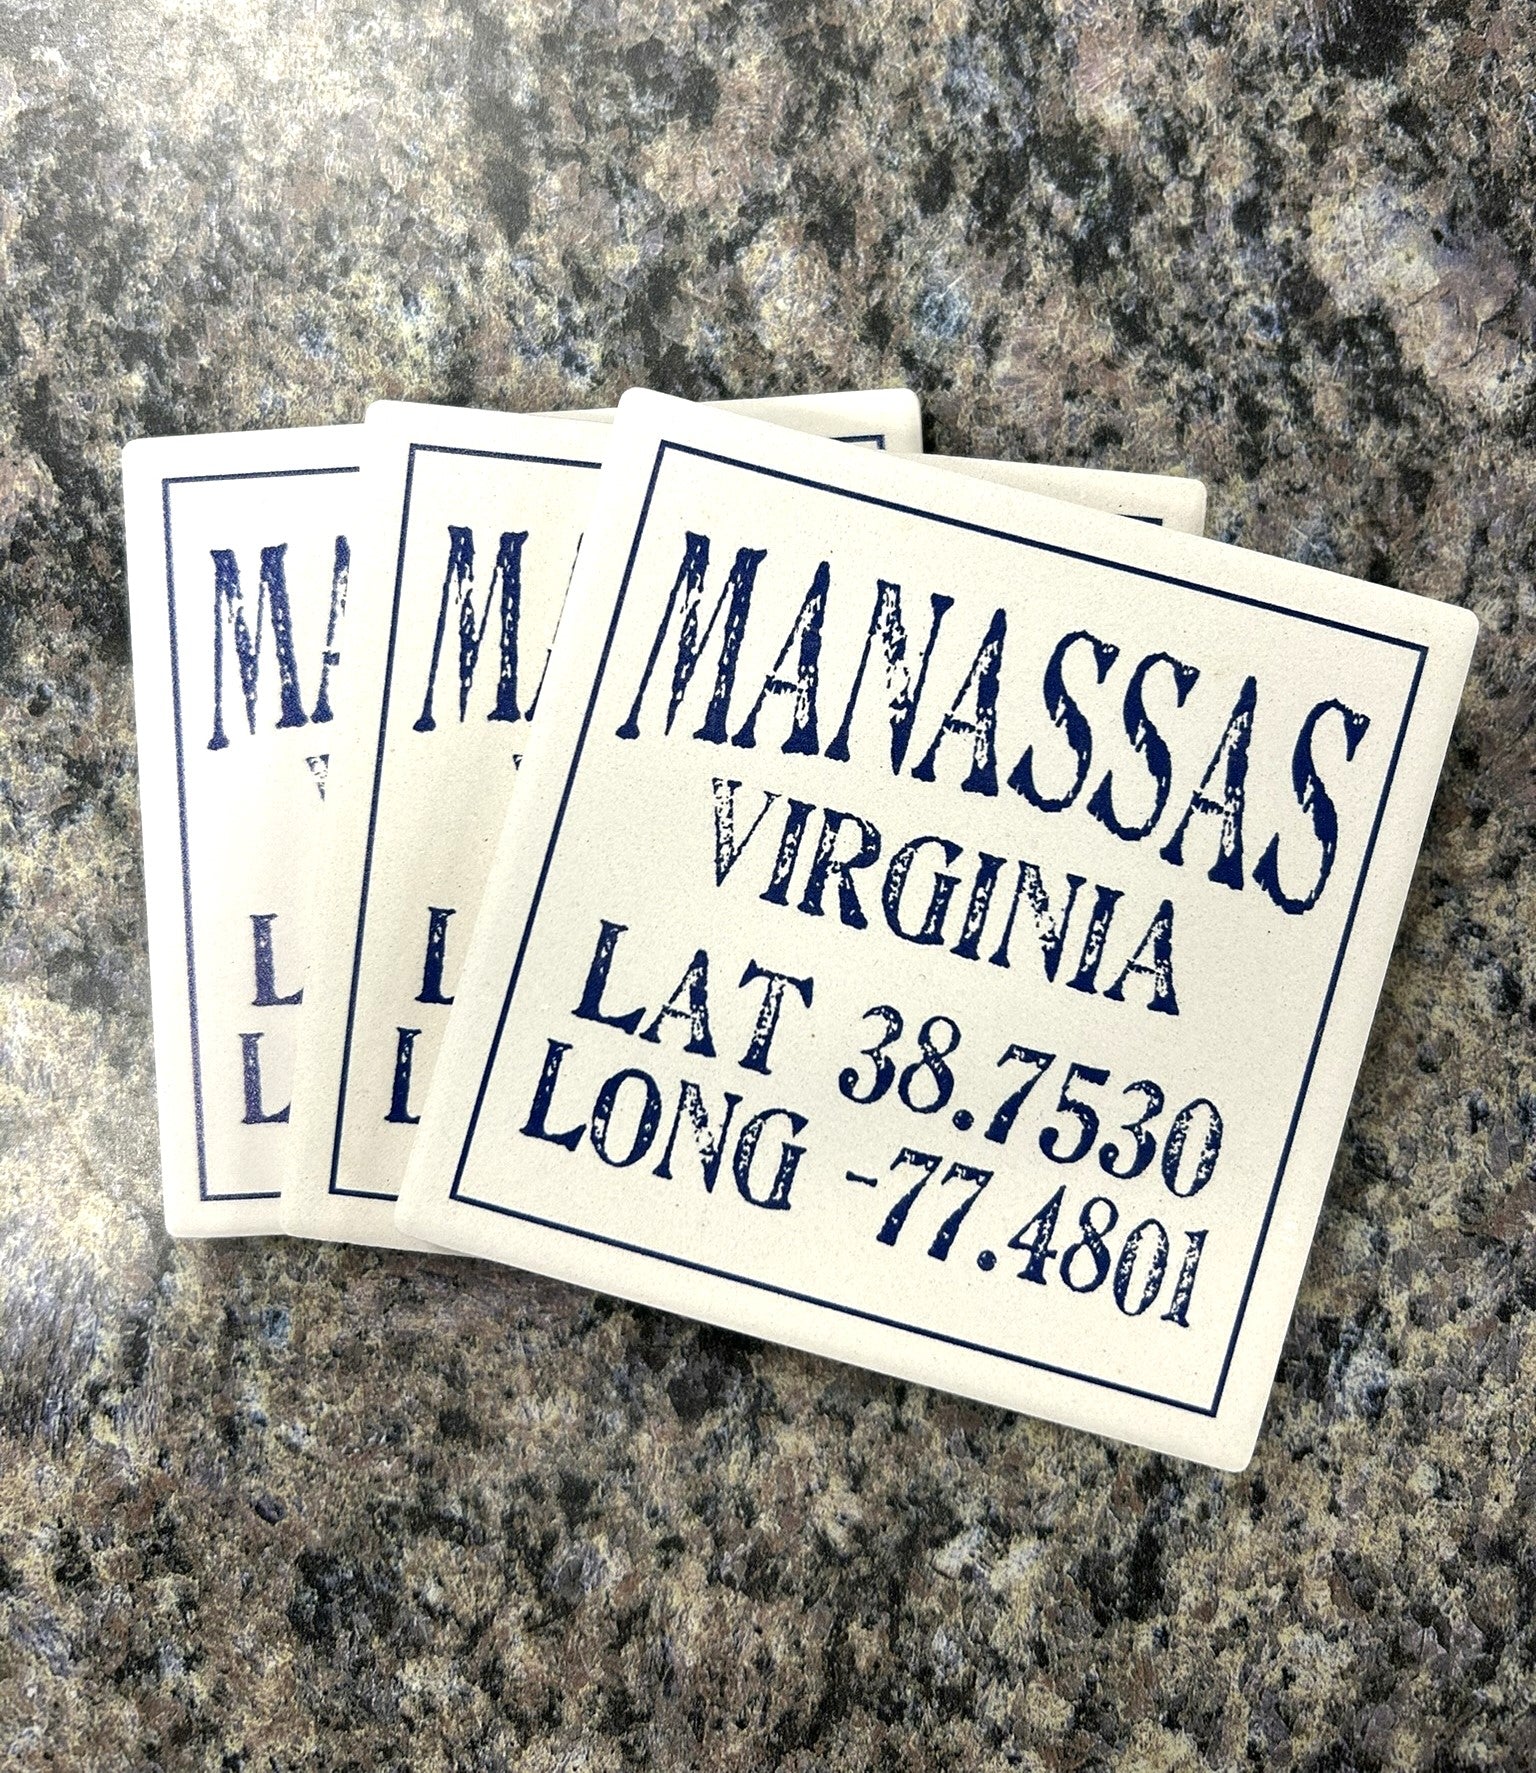 MANASSAS
VIRGINIA
LAT 38.7530
LONG -77.4801